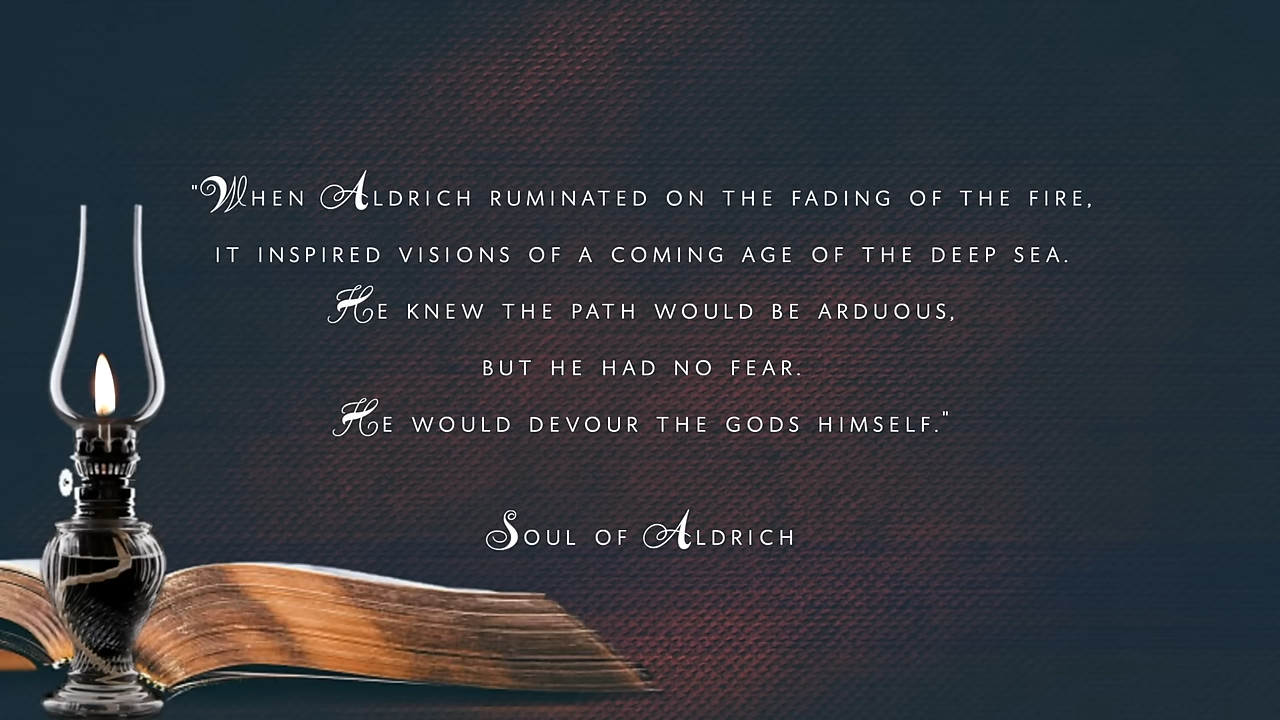 "When Aldrich ruminated on the fading of the fire,
it inspired visions of a coming age of the deep sea.
He knew the path would be arduous,
but he had no fear.
He would devour the gods himself."
Soul of Aldrich